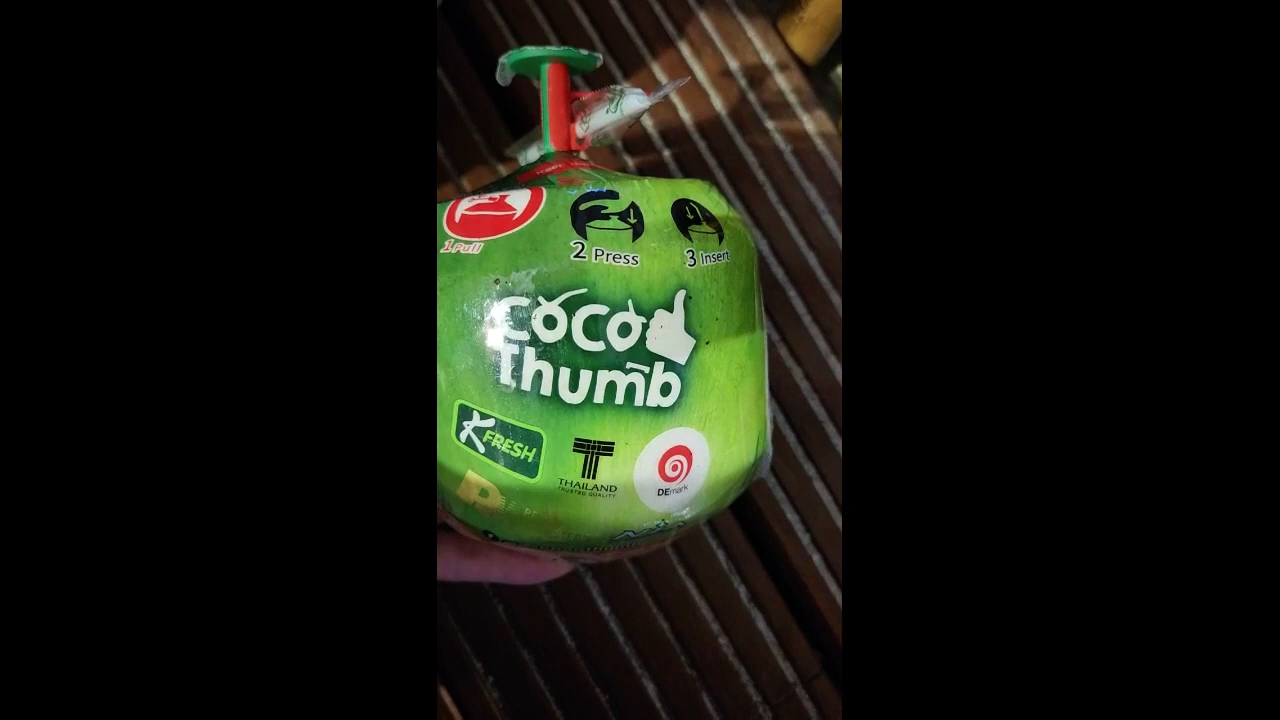 1 Pull
2 Press
3 Insert
Coco
Thumb
K FRESH
THAILAND
TRUSTED QUALITY
DEmark